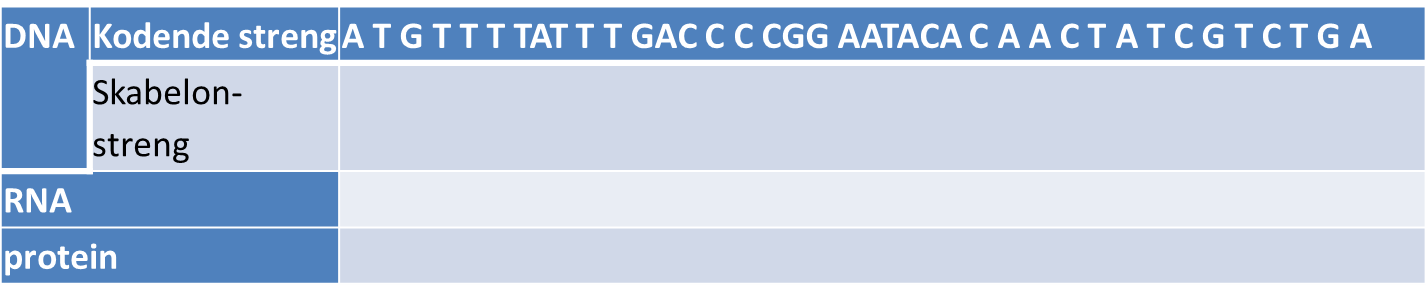 DNA Kodende streng A T G T T T TAT T T GAC C C CGG AATACA C A A C T A T C G T C T G A
Skabelon-
streng
RNA
protein